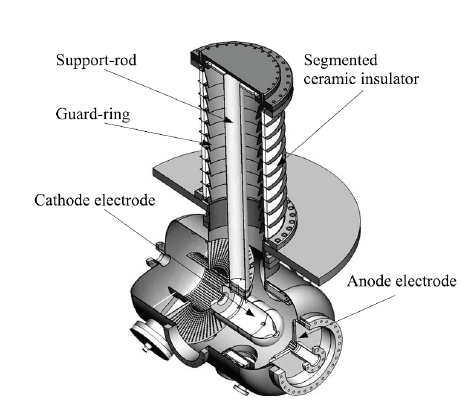 Support-rod
Segmented
ceramic insulator
Guard-ring
Cathode electrode
Anode electrode